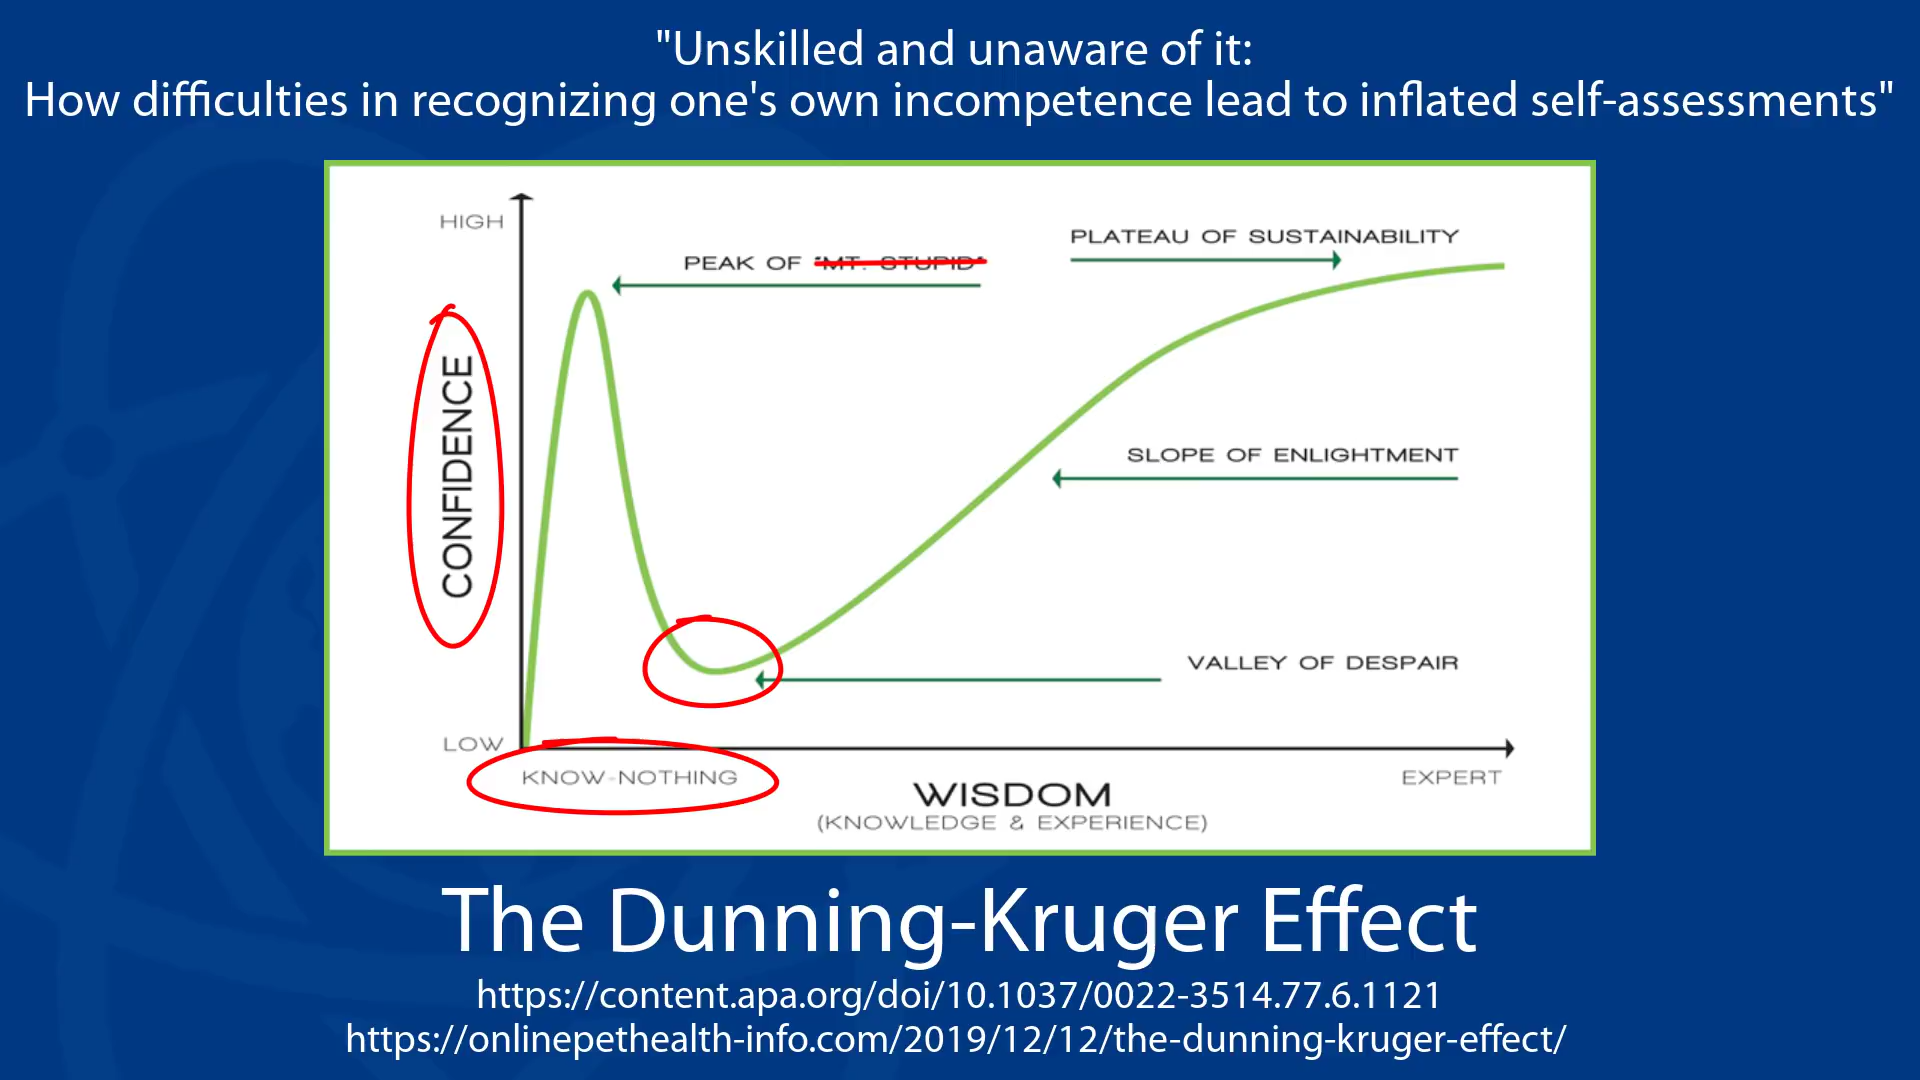 "Unskilled and unaware of it:
How difficulties in recognizing one's own incompetence lead to inflated self-assessments"
HIGH
PEAK OF "MT. STUPID"
PLATEAU OF SUSTAINABILITY
CONFIDENCE
SLOPE OF ENLIGHTMENT
VALLEY OF DESPAIR
LOW
KNOW-NOTHING
EXPERT
WISDOM
(KNOWLEDGE & EXPERIENCE)
The Dunning-Kruger Effect
https://content.apa.org/doi/10.1037/0022-3514.77.6.1121
https://onlinepethealth-info.com/2019/12/12/the-dunning-kruger-effect/